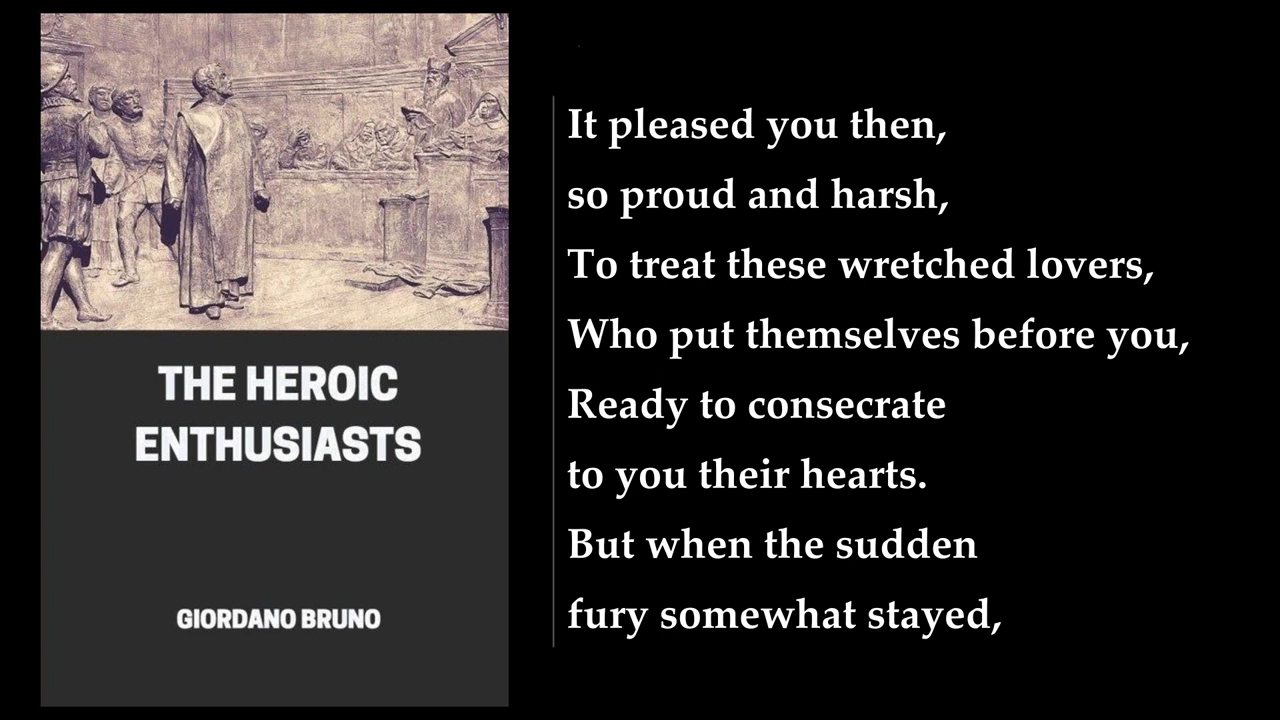 THE HEROIC
ENTHUSIASTS
GIORDANO BRUNO
It pleased you then,
so proud and harsh,
To treat these wretched lovers,
Who put themselves before you,
Ready to consecrate
to you their hearts.
But when the sudden
fury somewhat stayed,